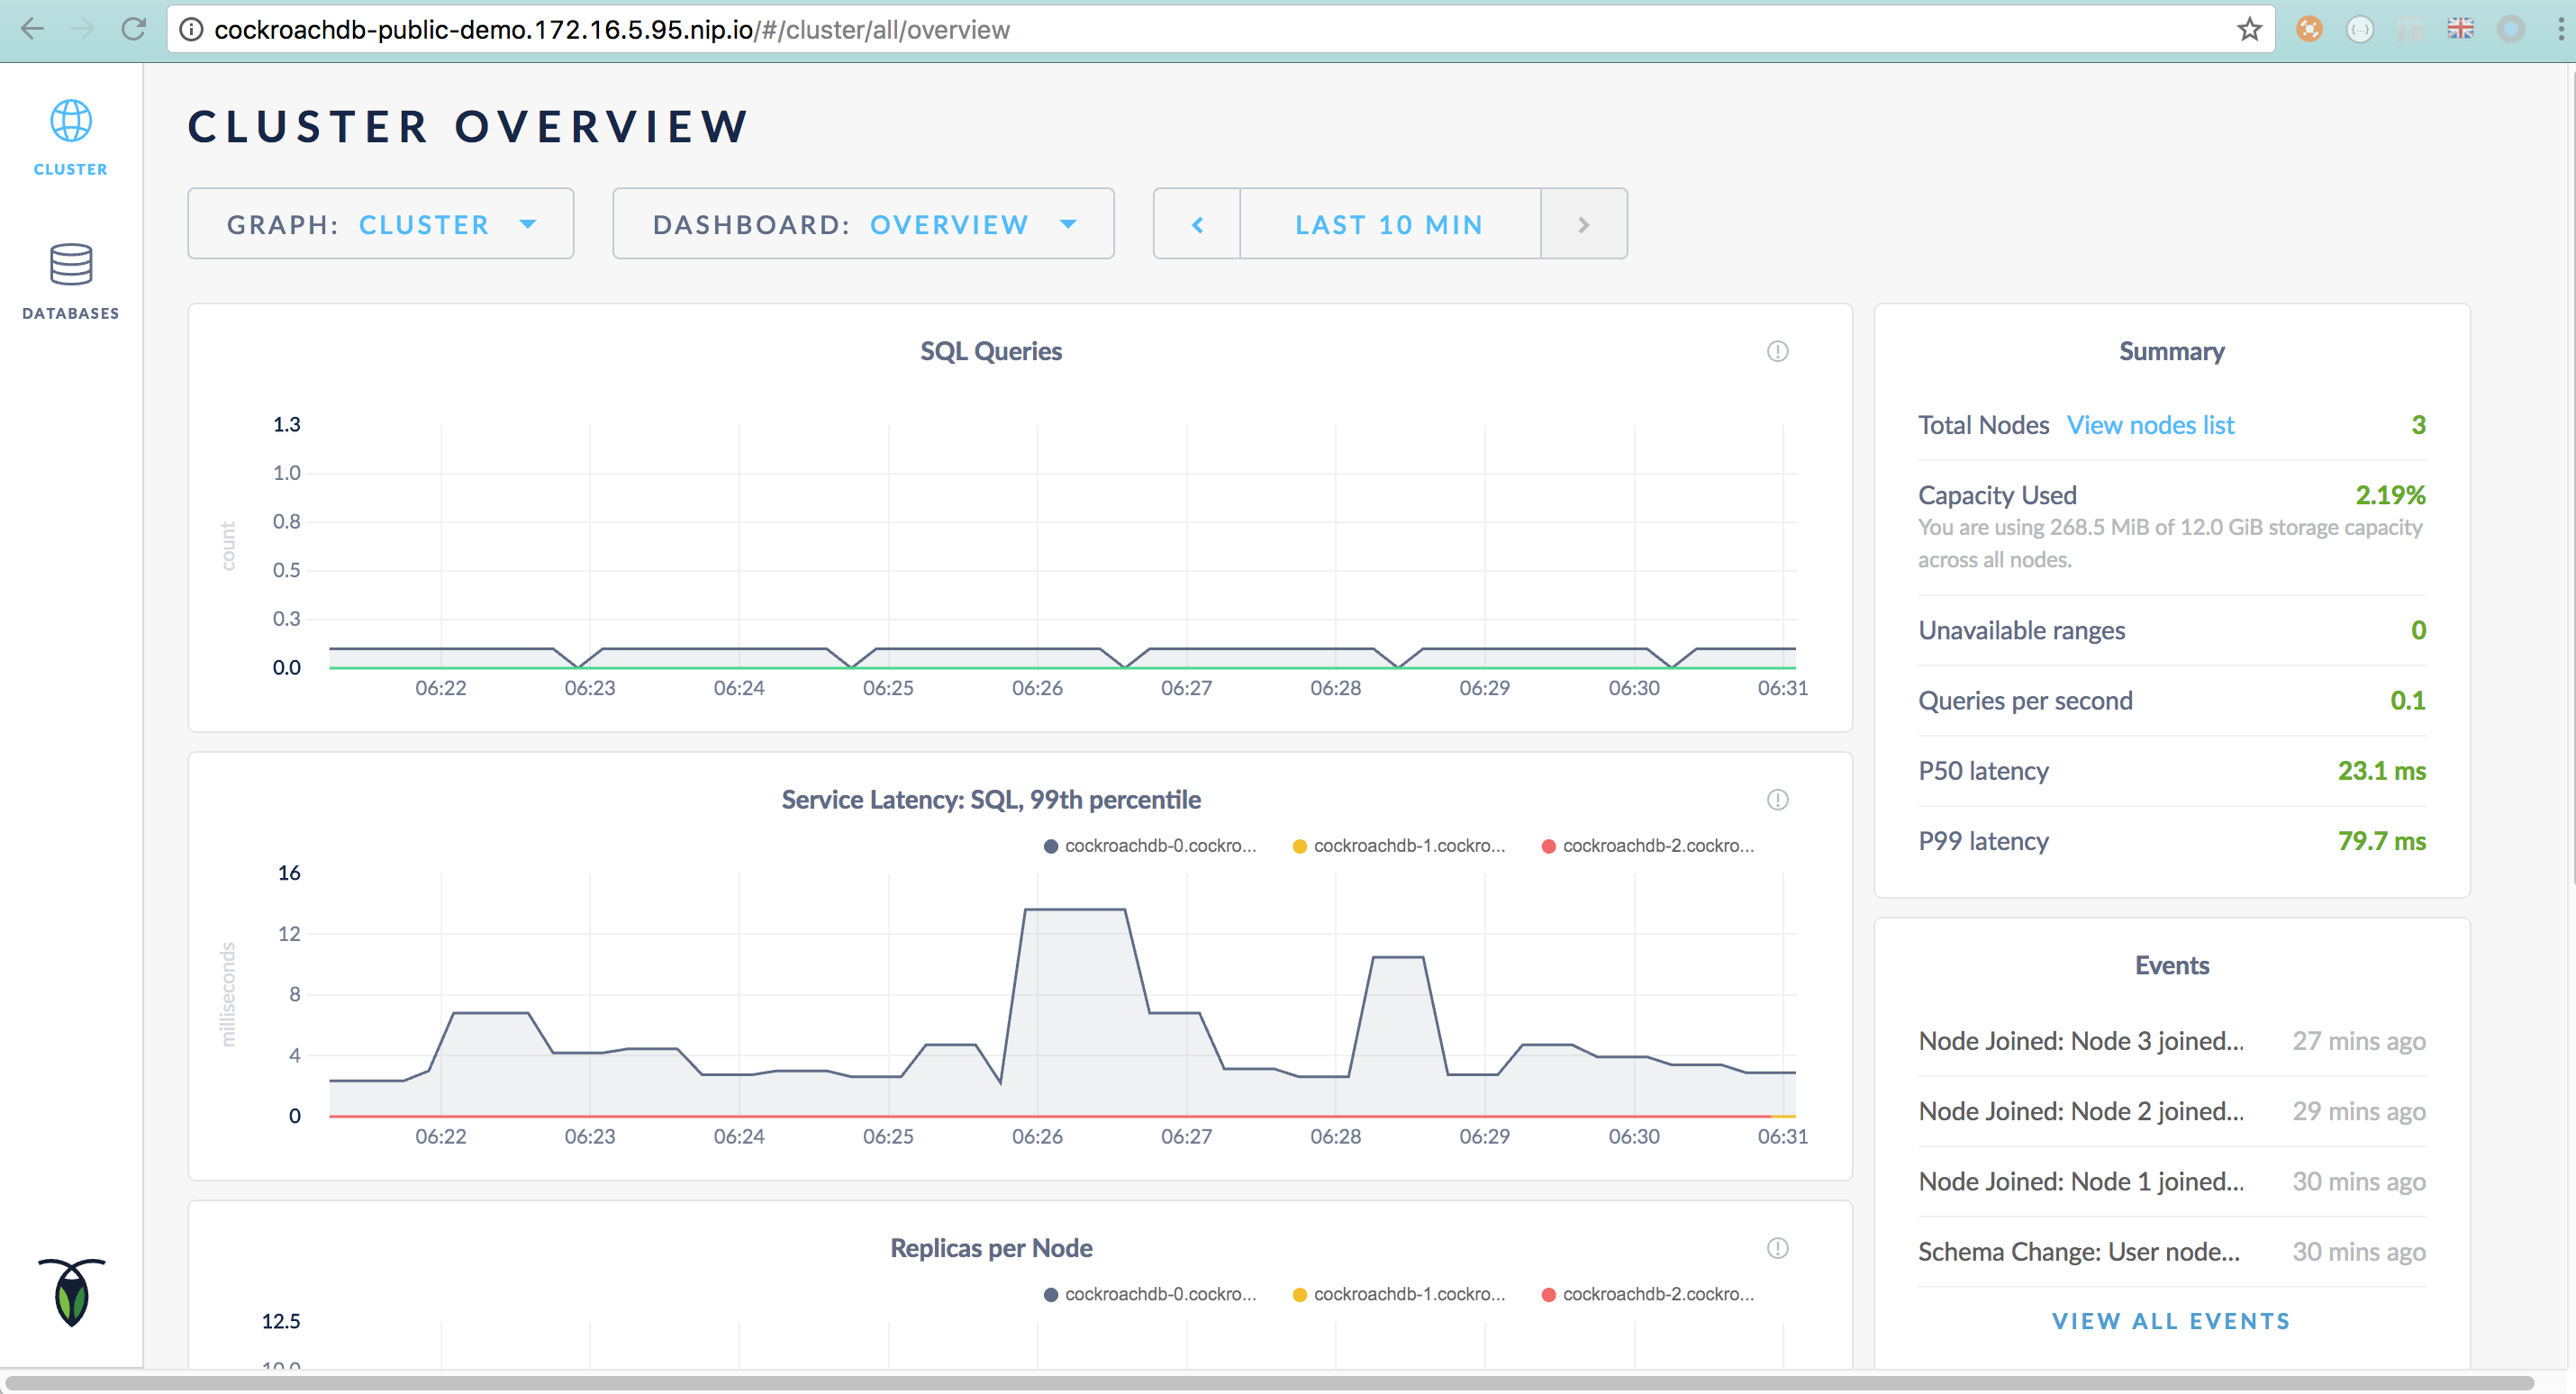 cockroachdb-public-demo.172.16.5.95.nip.io/#/cluster/all/overview
CLUSTER
DATABASES
CLUSTER OVERVIEW
GRAPH: CLUSTER
DASHBOARD: OVERVIEW
LAST 10 MIN
SQL Queries
count
1.3
1.0
0.8
0.5
0.3
0.0
06:22 06:23 06:24 06:25 06:26 06:27 06:28 06:29 06:30 06:31
Service Latency: SQL, 99th percentile
cockroachdb-0.cockro... cockroachdb-1.cockro... cockroachdb-2.cockro...
milliseconds
16
12
8
4
0
06:22 06:23 06:24 06:25 06:26 06:27 06:28 06:29 06:30 06:31
Replicas per Node
cockroachdb-0.cockro... cockroachdb-1.cockro... cockroachdb-2.cockro...
12.5
10.0
Summary
Total Nodes View nodes list 3
Capacity Used 2.19%
You are using 268.5 MiB of 12.0 GiB storage capacity
across all nodes.
Unavailable ranges 0
Queries per second 0.1
P50 latency 23.1 ms
P99 latency 79.7 ms
Events
Node Joined: Node 3 joined... 27 mins ago
Node Joined: Node 2 joined... 29 mins ago
Node Joined: Node 1 joined... 30 mins ago
Schema Change: User node... 30 mins ago
VIEW ALL EVENTS